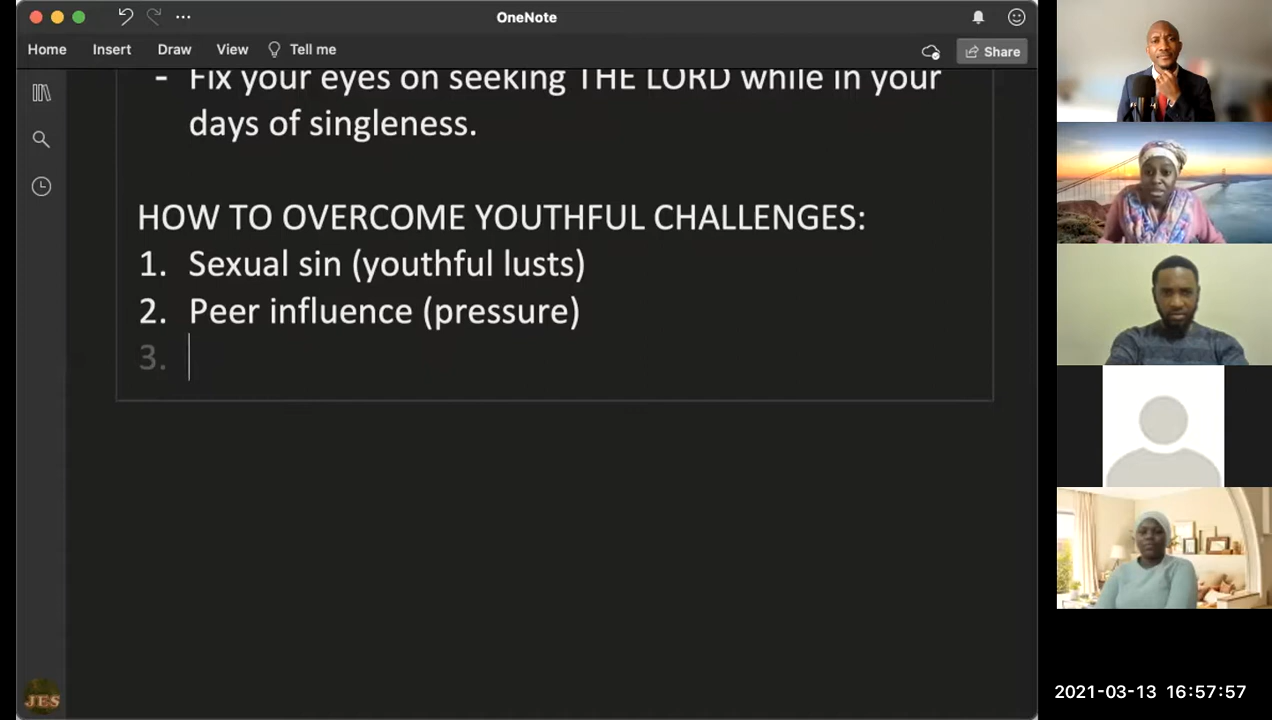 OneNote
Home Insert Draw View Tell me Share
- Fix your eyes on seeking THE LORD while in your
days of singleness.
HOW TO OVERCOME YOUTHFUL CHALLENGES:
1. Sexual sin (youthful lusts)
2. Peer influence (pressure)
3.
JES
2021-03-13 16:57:57